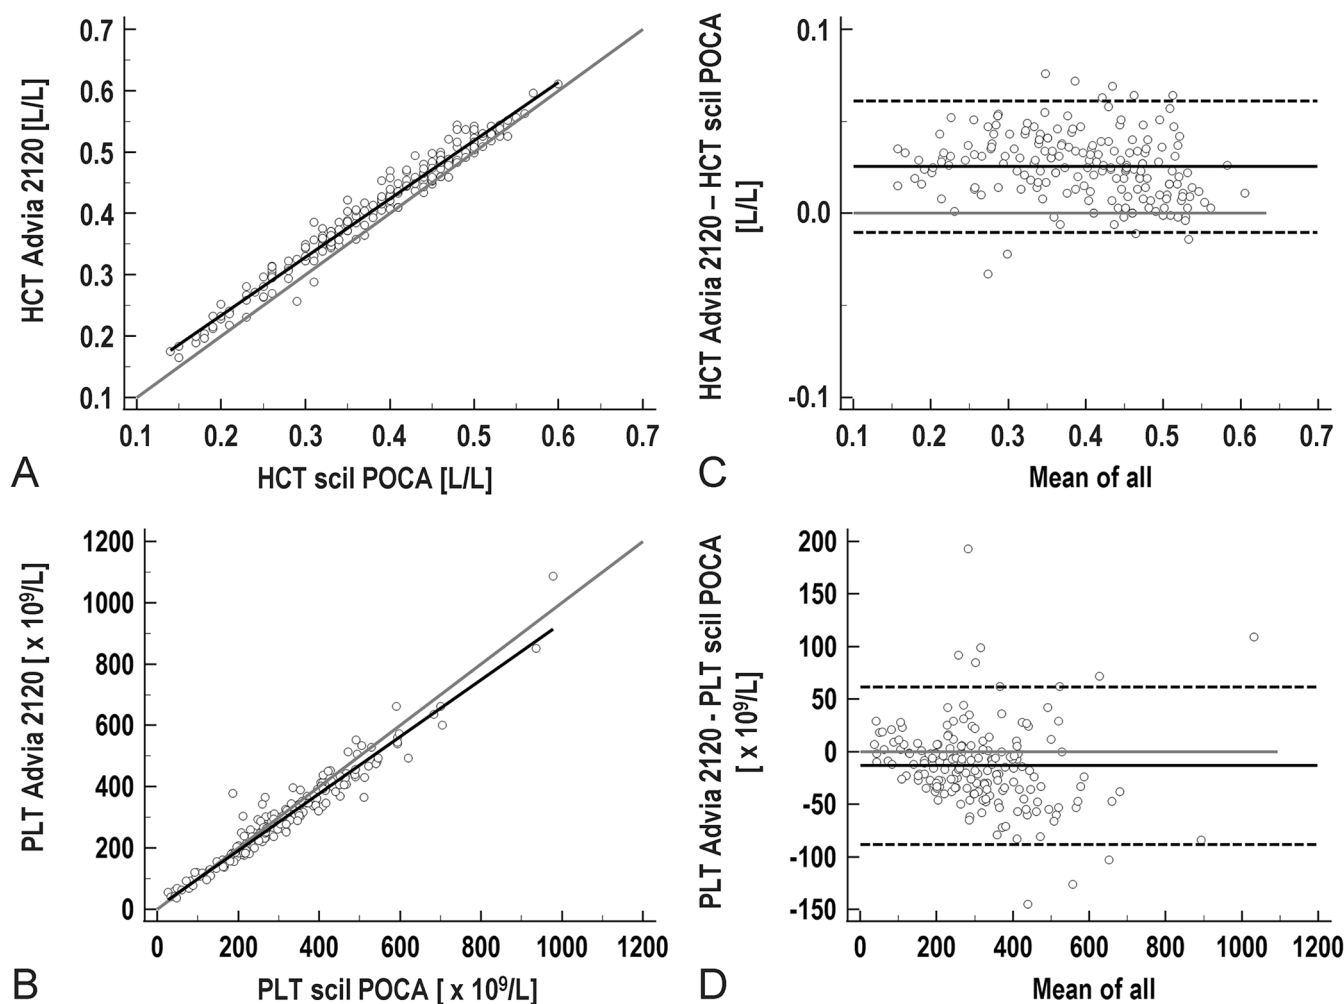 HCT Advia 2120 [L/L]
0.7
0.6
0.5
0.4
0.3
0.2
0.1
0.1 0.2 0.3 0.4 0.5 0.6 0.7
HCT scil POCA [L/L]
A
HCT Advia 2120 – HCT scil POCA
[L/L]
0.1
0.0
-0.1
0.1 0.2 0.3 0.4 0.5 0.6 0.7
Mean of all
C
PLT Advia 2120 [ x 10⁹/L]
1200
1000
800
600
400
200
0
0 200 400 600 800 1000 1200
PLT scil POCA [ x 10⁹/L]
B
PLT Advia 2120 - PLT scil POCA
[ x 10⁹/L]
200
150
100
50
0
-50
-100
-150
0 200 400 600 800 1000 1200
Mean of all
D